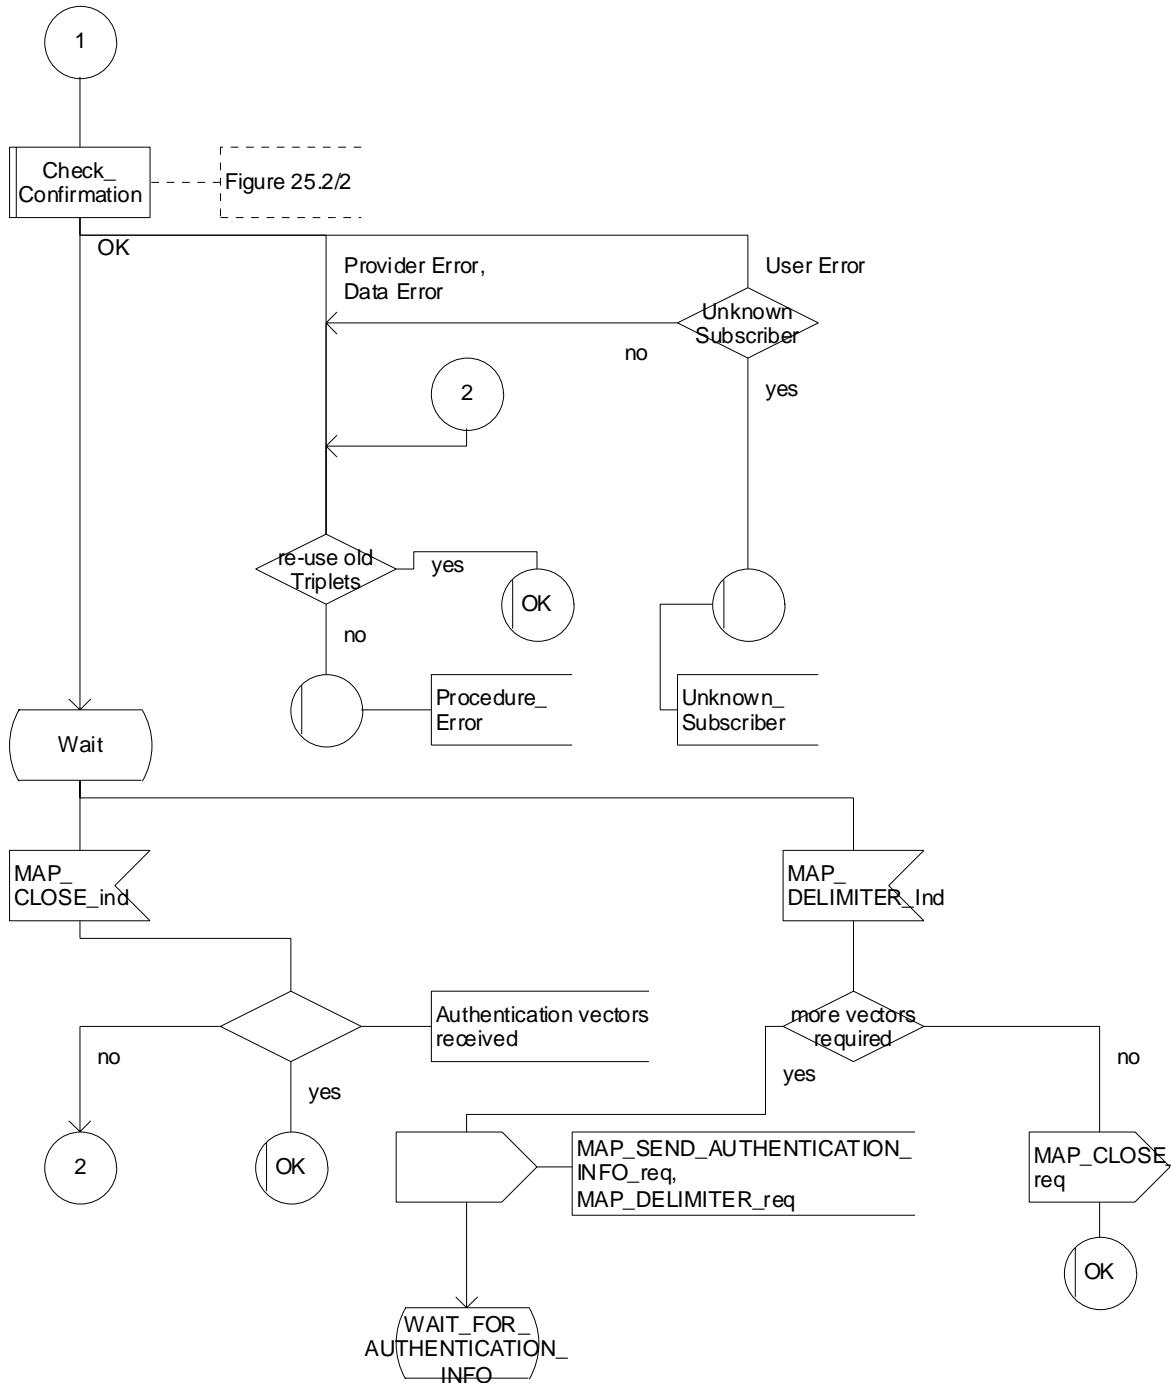 1
Check_
Confirmation
Figure 25.2/2
OK
Provider Error,
Data Error
User Error
Unknown
Subscriber
no
yes
2
re-use old
Triplets
yes
OK
no
Procedure_
Error
Unknown_
Subscriber
Wait
MAP_
CLOSE_ind
MAP_
DELIMITER_Ind
Authentication vectors
received
more vectors
required
no
yes
yes
no
2
OK
MAP_SEND_AUTHENTICATION_
INFO_req,
MAP_DELIMITER_req
MAP_CLOSE_
req
OK
WAIT_FOR_
AUTHENTICATION_
INFO